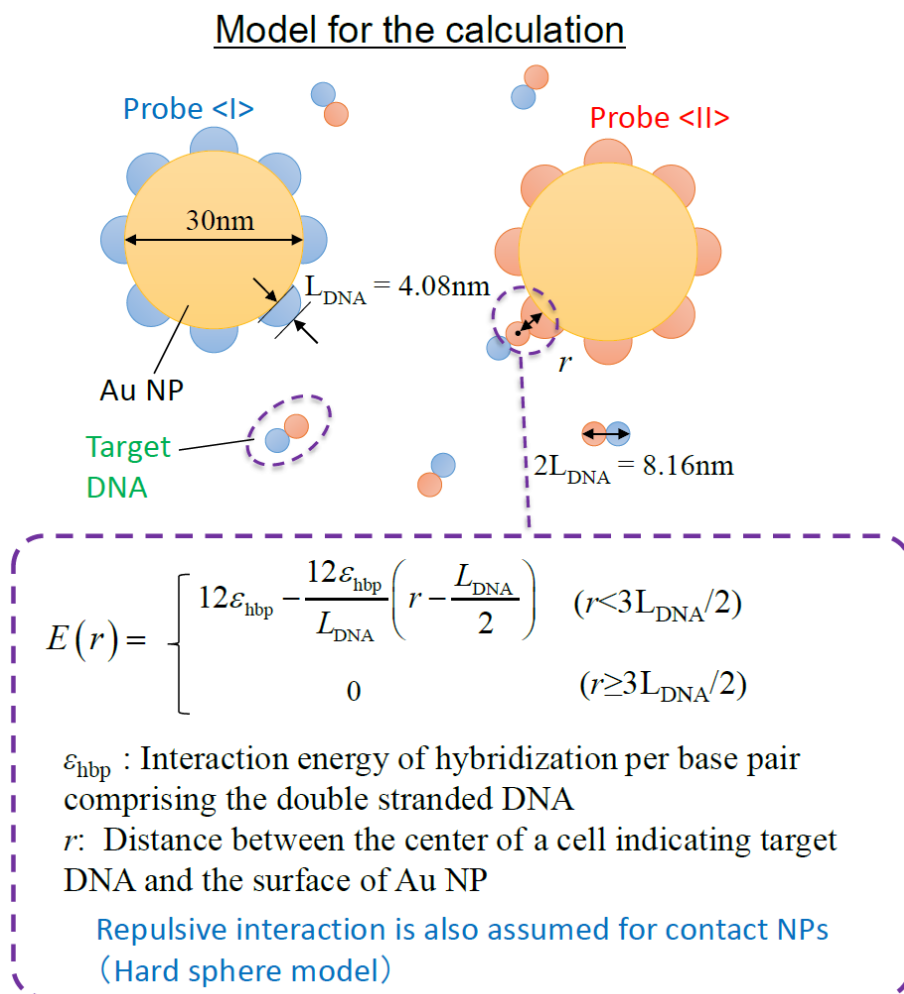 Model for the calculation
Probe <I>
Probe <II>
30nm
L_DNA = 4.08nm
r
Au NP
Target
DNA
2L_DNA = 8.16nm
E(r) = { 12ε_hbp − (12ε_hbp / L_DNA) (r − L_DNA / 2) (r<3L_DNA/2)
0 (r≥3L_DNA/2)
ε_hbp : Interaction energy of hybridization per base pair
comprising the double stranded DNA
r: Distance between the center of a cell indicating target
DNA and the surface of Au NP
Repulsive interaction is also assumed for contact NPs
（Hard sphere model）